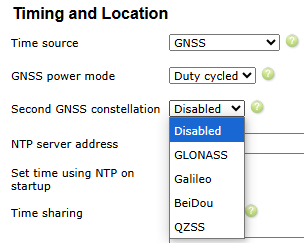 Timing and Location
Time source GNSS ?
GNSS power mode Duty cycled ?
Second GNSS constellation Disabled ?
Disabled
GLONASS
NTP server address
Galileo
Set time using NTP on
startup
BeiDou
Time sharing ?
QZSS